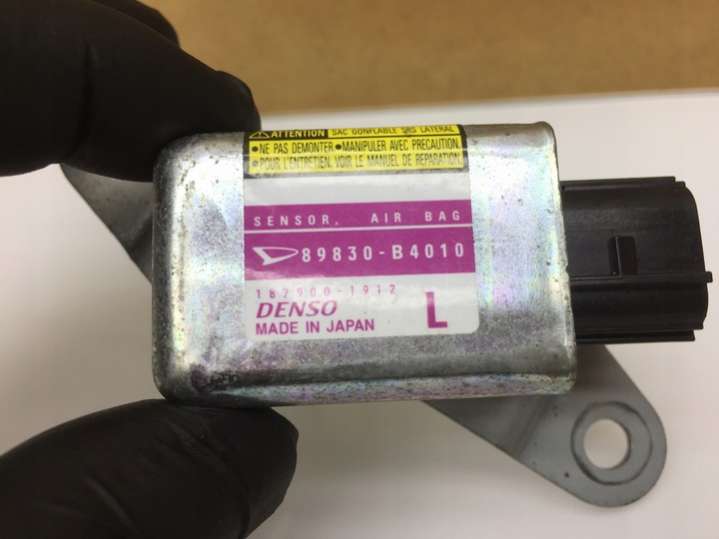 ATTENTION SAC GONFLABLE SRS LATERAL
•NE PAS DEMONTER •MANIPULER AVEC PRECAUTION.
•POUR L'ENTRETIEN, VOIR LE MANUEL DE REPARATION.
SENSOR, AIR BAG
89830-B4010
182900-1912
DENSO
MADE IN JAPAN
L